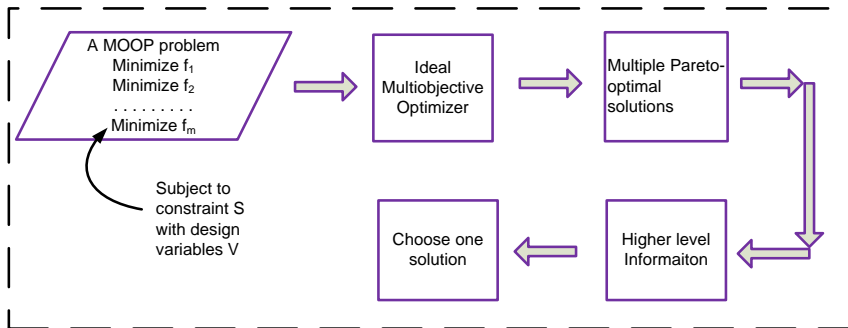 A MOOP problem
Minimize f1
Minimize f2
. . . . . . . . .
Minimize fm
Ideal
Multiobjective
Optimizer
Multiple Pareto-
optimal
solutions
Subject to
constraint S
with design
variables V
Choose one
solution
Higher level
Informaiton